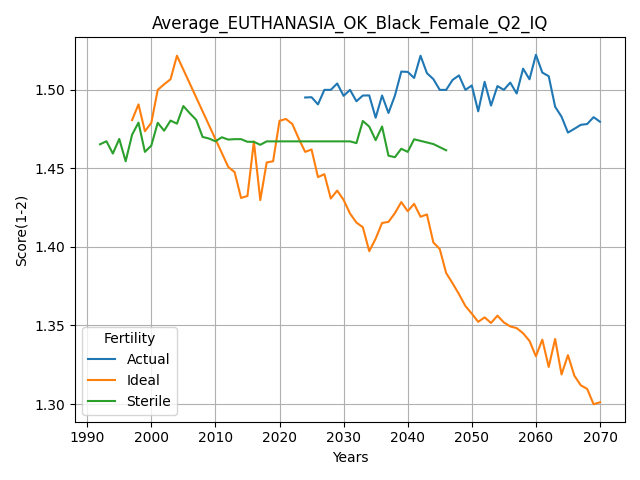 Average_EUTHANASIA_OK_Black_Female_Q2_IQ
Score(1-2)
1.50
1.45
1.40
1.35
1.30
Fertility
Actual
Ideal
Sterile
1990 2000 2010 2020 2030 2040 2050 2060 2070
Years